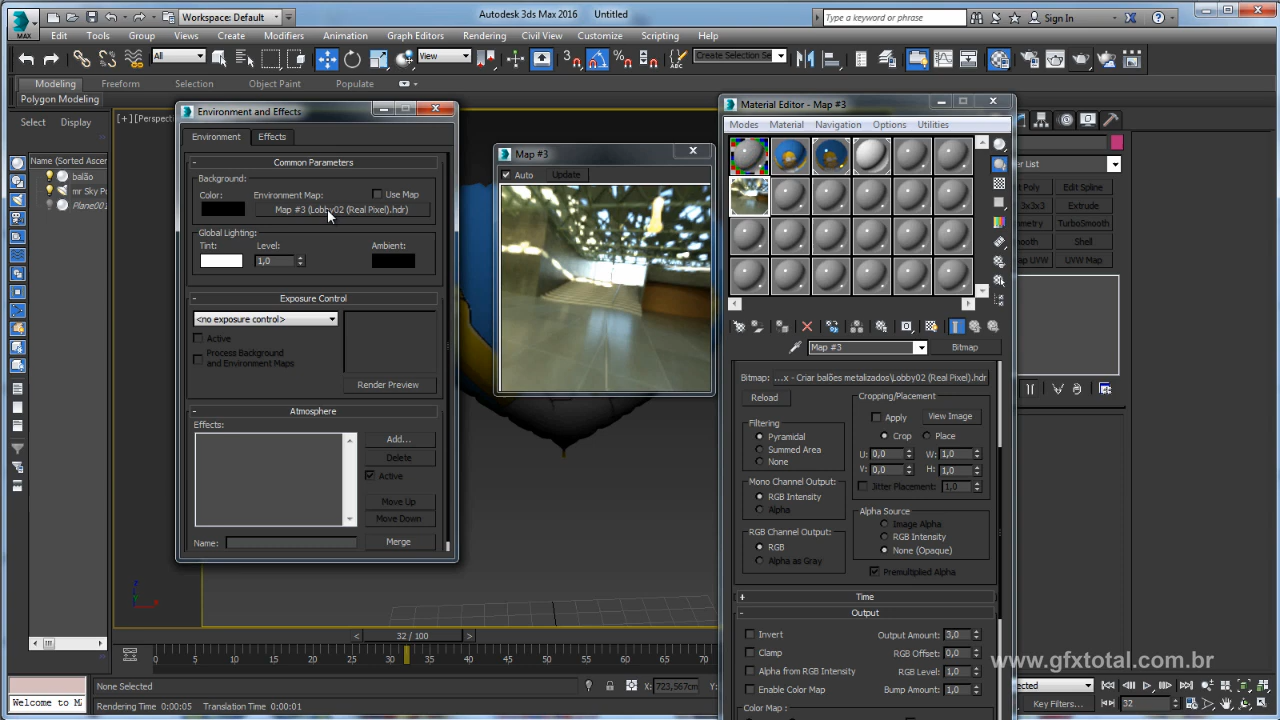 MAX
Workspace: Default
Autodesk 3ds Max 2016 Untitled
Type a keyword or phrase
Sign In
Edit Tools Group Views Create Modifiers Animation Graph Editors Rendering Civil View Customize Scripting Help
All
View
Create Selection Se
Modeling Freeform Selection Object Paint Populate
Polygon Modeling
Select Display
Name (Sorted Ascen
balão
mr Sky P
Plane001
[+] [Perspect
Environment and Effects
Environment Effects
- Common Parameters
Background:
Color: Environment Map: Use Map
Map #3 (Lobby02 (Real Pixel).hdr)
Global Lighting:
Tint: Level: Ambient:
1,0
- Exposure Control
<no exposure control>
Active
Process Background
and Environment Maps
Render Preview
- Atmosphere
Effects:
Add...
Delete
Active
Move Up
Move Down
Name:
Merge
Map #3
Auto Update
Material Editor - Map #3
Modes Material Navigation Options Utilities
Map #3
Bitmap
Bitmap: ...x - Criar balões metalizados\Lobby02 (Real Pixel).hdr
Reload
Cropping/Placement
Apply View Image
Crop Place
U: 0,0 W: 1,0
V: 0,0 H: 1,0
Jitter Placement: 1,0
Filtering
Pyramidal
Summed Area
None
Mono Channel Output:
RGB Intensity
Alpha
RGB Channel Output:
RGB
Alpha as Gray
Alpha Source
Image Alpha
RGB Intensity
None (Opaque)
Premultiplied Alpha
+ Time
- Output
Invert Output Amount: 3,0
Clamp RGB Offset: 0,0
Alpha from RGB Intensity RGB Level: 1,0
Enable Color Map Bump Amount: 1,0
Color Map :
Edit Spline
Extrude
Shell
UVW Map
< 32 / 100 >
0 5 10 15 20 25 30 35 40 45 50 55 60 65 70
None Selected
X: 723,567cm Y:
Welcome to M
Rendering Time 0:00:05 Translation Time 0:00:01
Key Filters...
32
www.gfxtotal.com.br